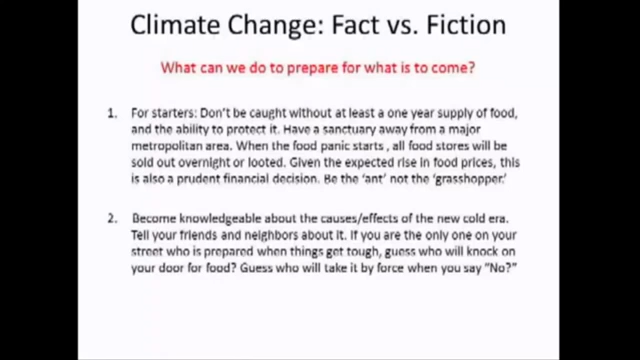 Climate Change: Fact vs. Fiction
What can we do to prepare for what is to come?
1. For starters: Don't be caught without at least a one year supply of food,
and the ability to protect it. Have a sanctuary away from a major
metropolitan area. When the food panic starts , all food stores will be
sold out overnight or looted. Given the expected rise in food prices, this
is also a prudent financial decision. Be the 'ant' not the 'grasshopper.'
2. Become knowledgeable about the causes/effects of the new cold era.
Tell your friends and neighbors about it. If you are the only one on your
street who is prepared when things get tough, guess who will knock on
your door for food? Guess who will take it by force when you say "No?"